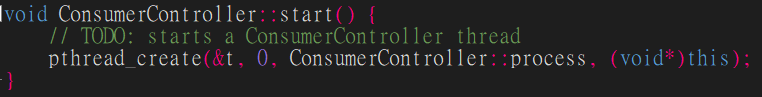 void ConsumerController::start() {
    // TODO: starts a ConsumerController thread
    pthread_create(&t, 0, ConsumerController::process, (void*)this);
}